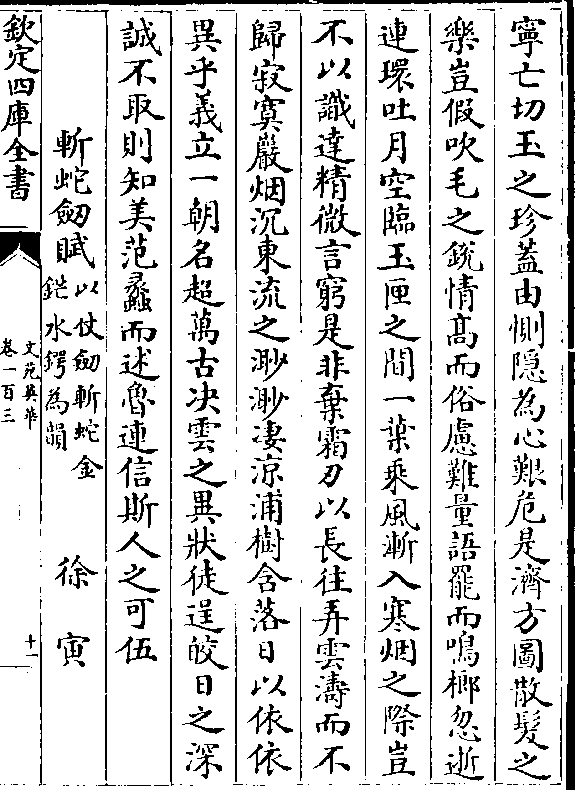 寧亡切玉之珍蓋由惻隠為心艱危是濟方圖散髮之
樂豈假吹毛之銳情髙而俗慮難量語罷而鳴榔忽逝
連環吐月空臨玉匣之間一葉乘風漸入寒烟之際豈
不以識達精微言窮是非棄霜刃以長往弄雲濤而不
歸寂寞巖烟沉東流之渺渺凄凉浦樹含落日以依依
異乎義立一朝名超萬古决雲之異狀徒逞皎日之深
誠不取則知美范蠡而述魯連信斯人之可伍
斬蛇劒賦以仗劒斬蛇金鋩水鍔為韻 徐寅
欽定四庫全書
文苑英華
卷一百三
十一